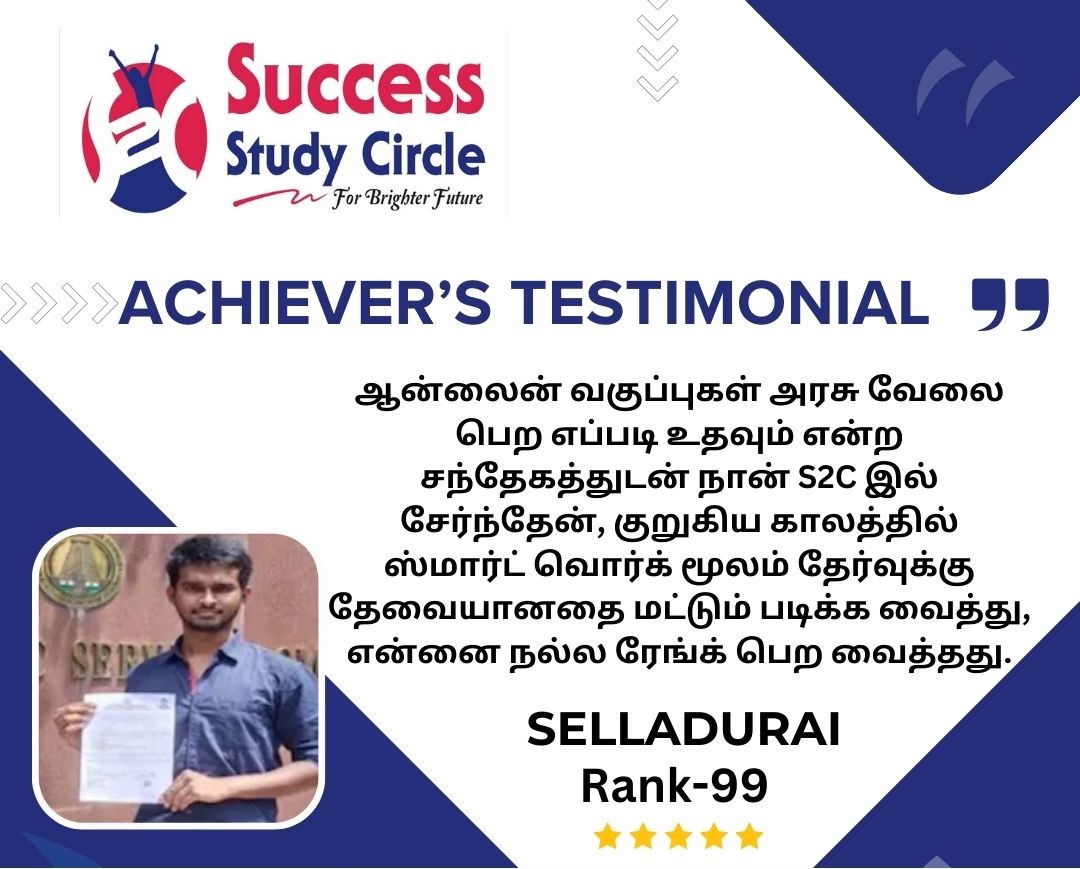 S2C
Success
Study Circle
For Brighter Future
ACHIEVER'S TESTIMONIAL
ஆன்லைன் வகுப்புகள் அரசு வேலை
பெற எப்படி உதவும் என்ற
சந்தேகத்துடன் நான் S2C இல்
சேர்ந்தேன், குறுகிய காலத்தில்
ஸ்மார்ட் வொர்க் மூலம் தேர்வுக்கு
தேவையானதை மட்டும் படிக்க வைத்து,
என்னை நல்ல ரேங்க் பெற வைத்தது.
SELLADURAI
Rank-99